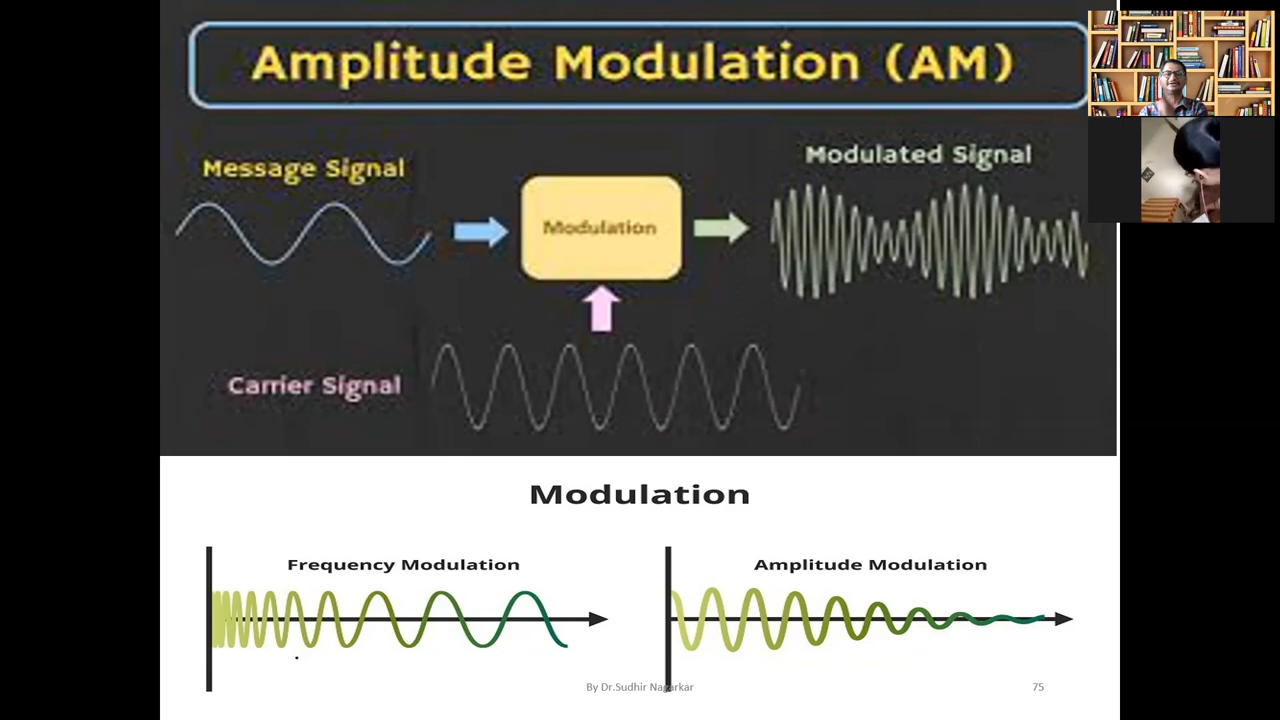 Amplitude Modulation (AM)
Message Signal
Modulated Signal
Modulation
Carrier Signal
Modulation
Frequency Modulation
Amplitude Modulation
By Dr.Sudhir Nagarkar
75